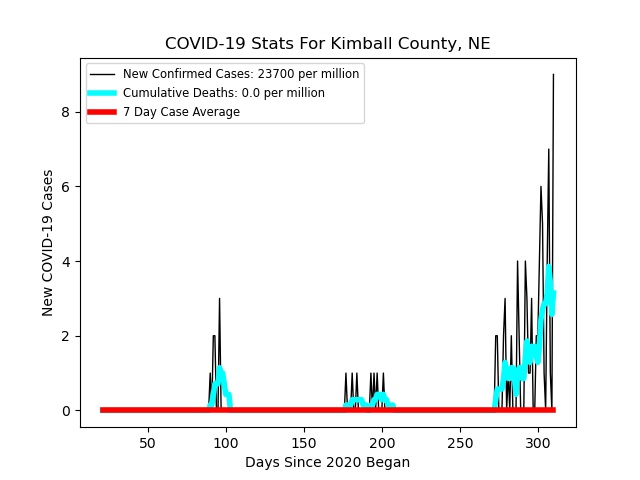 COVID-19 Stats For Kimball County, NE
New Confirmed Cases: 23700 per million
Cumulative Deaths: 0.0 per million
7 Day Case Average
New COVID-19 Cases
8
6
4
2
0
50 100 150 200 250 300
Days Since 2020 Began